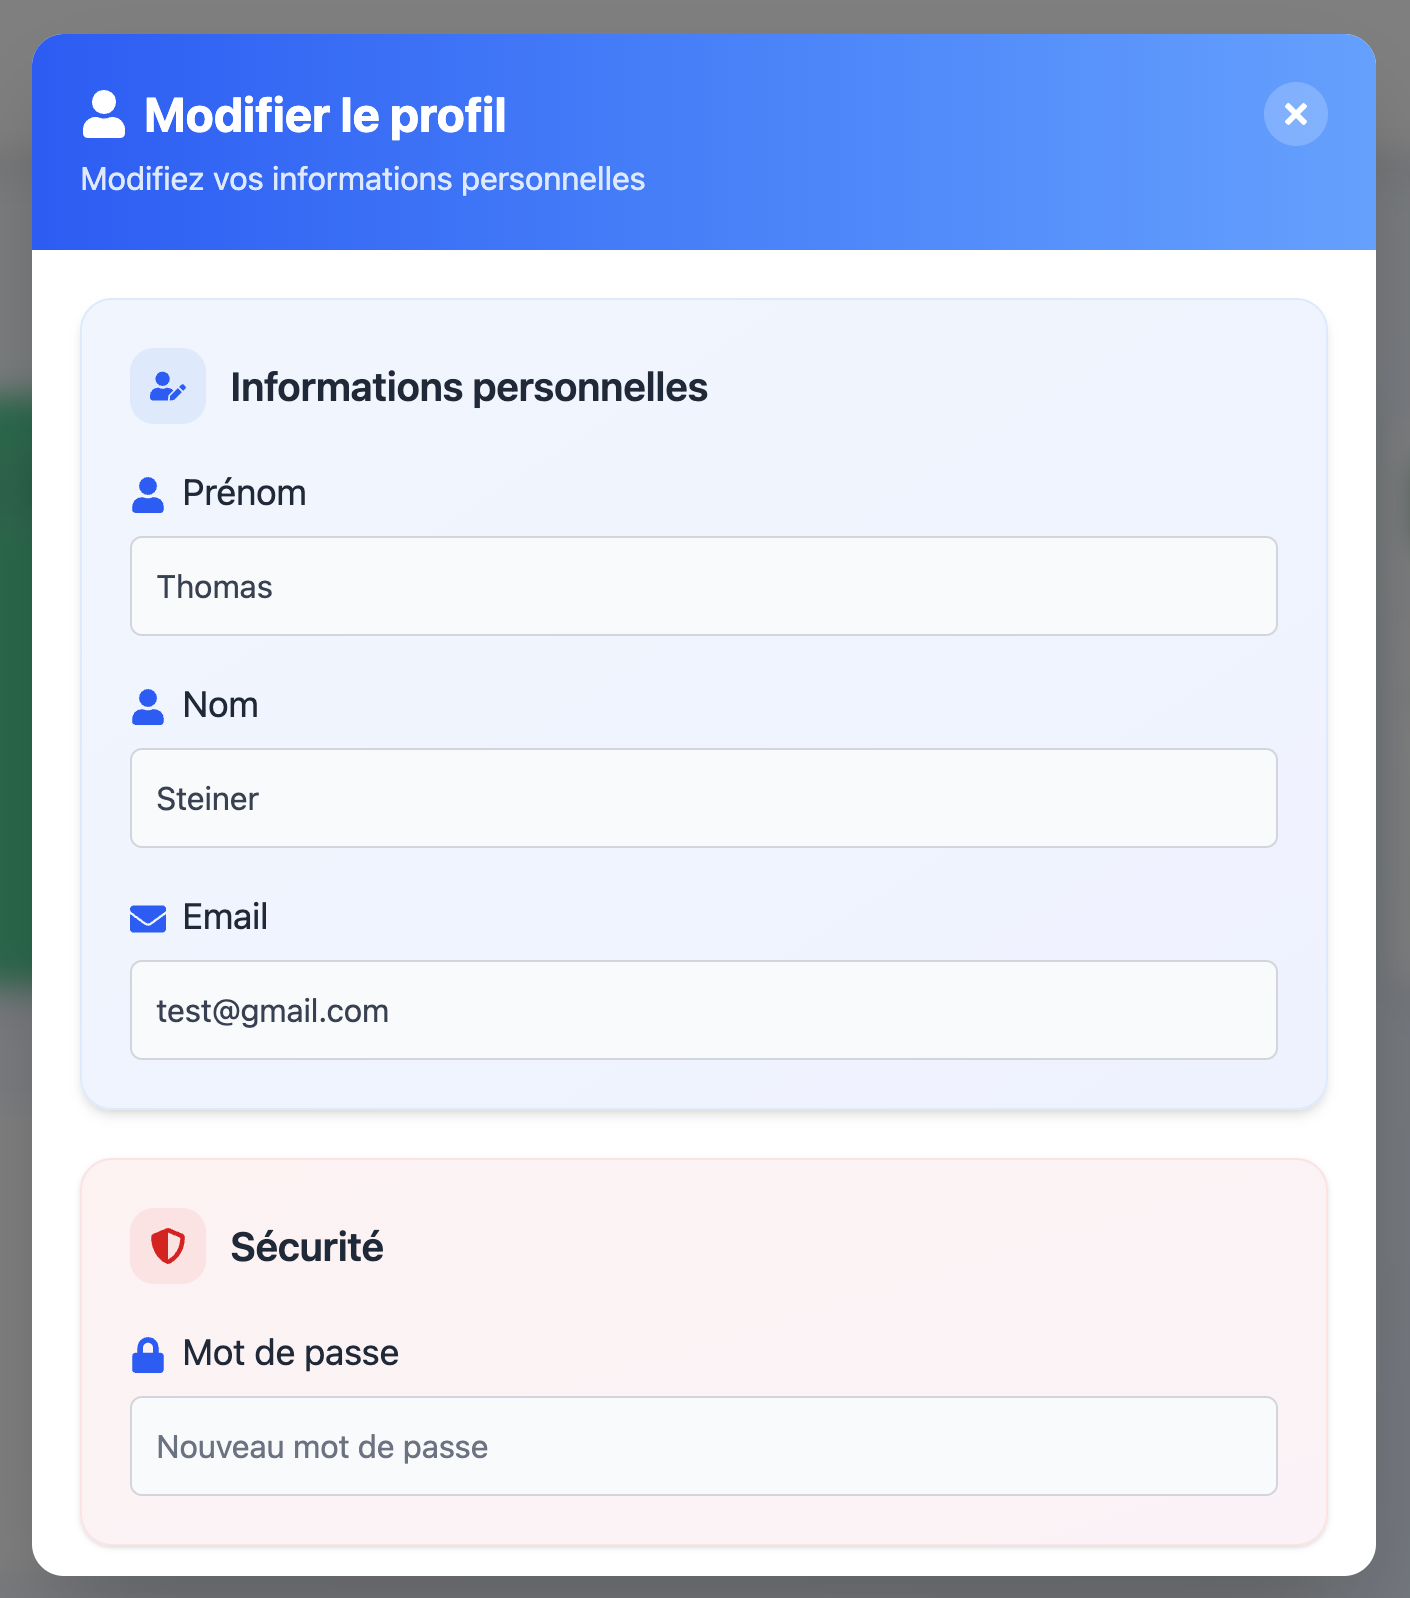 Modifier le profil
Modifiez vos informations personnelles
Informations personnelles
Prénom
Thomas
Nom
Steiner
Email
test@gmail.com
Sécurité
Mot de passe
Nouveau mot de passe